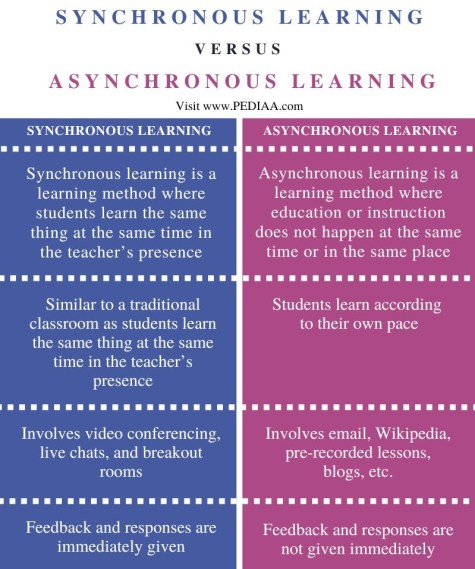 SYNCHRONOUS LEARNING
VERSUS
ASYNCHRONOUS LEARNING
Visit www.PEDIAA.com
SYNCHRONOUS LEARNING
ASYNCHRONOUS LEARNING
Synchronous learning is a
learning method where
students learn the same
thing at the same time in
the teacher's presence
Asynchronous learning is a
learning method where
education or instruction
does not happen at the same
time or in the same place
Similar to a traditional
classroom as students learn
the same thing at the same
time in the teacher's
presence
Students learn according
to their own pace
Involves video conferencing,
live chats, and breakout
rooms
Involves email, Wikipedia,
pre-recorded lessons,
blogs, etc.
Feedback and responses are
immediately given
Feedback and responses are
not given immediately